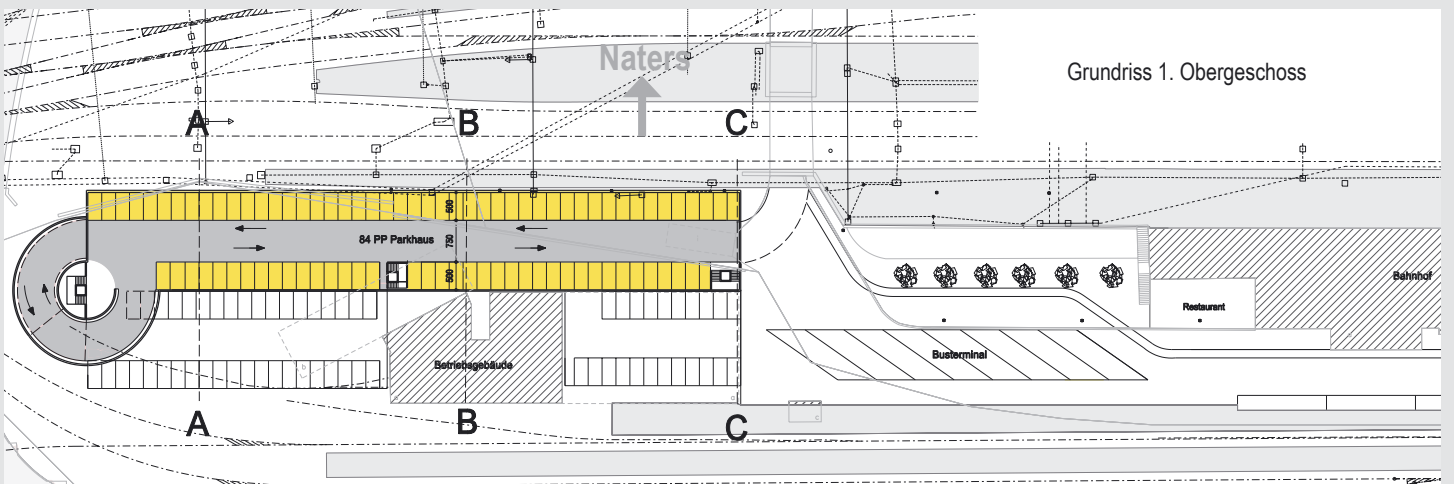 Naters
Grundriss 1. Obergeschoss
A
B
C
500
84 PP Parkhaus
750
500
Bahnhof
Restaurant
Busterminal
Betriebsgebäude
A
B
C